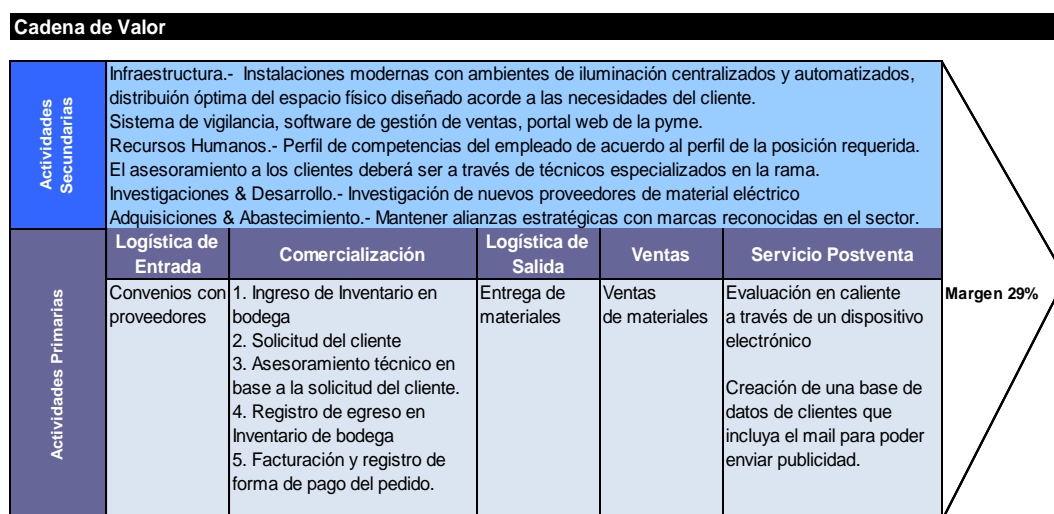 Cadena de Valor
Actividades
Secundarias
Infraestructura.- Instalaciones modernas con ambientes de iluminación centralizados y automatizados,
distribuión óptima del espacio físico diseñado acorde a las necesidades del cliente.
Sistema de vigilancia, software de gestión de ventas, portal web de la pyme.
Recursos Humanos.- Perfil de competencias del empleado de acuerdo al perfil de la posición requerida.
El asesoramiento a los clientes deberá ser a través de técnicos especializados en la rama.
Investigaciones & Desarrollo.- Investigación de nuevos proveedores de material eléctrico
Adquisiciones & Abastecimiento.- Mantener alianzas estratégicas con marcas reconocidas en el sector.
Actividades Primarias
Logística de
Entrada
Convenios con
proveedores
Comercialización
1. Ingreso de Inventario en
bodega
2. Solicitud del cliente
3. Asesoramiento técnico en
base a la solicitud del cliente.
4. Registro de egreso en
Inventario de bodega
5. Facturación y registro de
forma de pago del pedido.
Logística de
Salida
Entrega de
materiales
Ventas
Ventas
de materiales
Servicio Postventa
Evaluación en caliente
a través de un dispositivo
electrónico
Creación de una base de
datos de clientes que
incluya el mail para poder
enviar publicidad.
Margen 29%